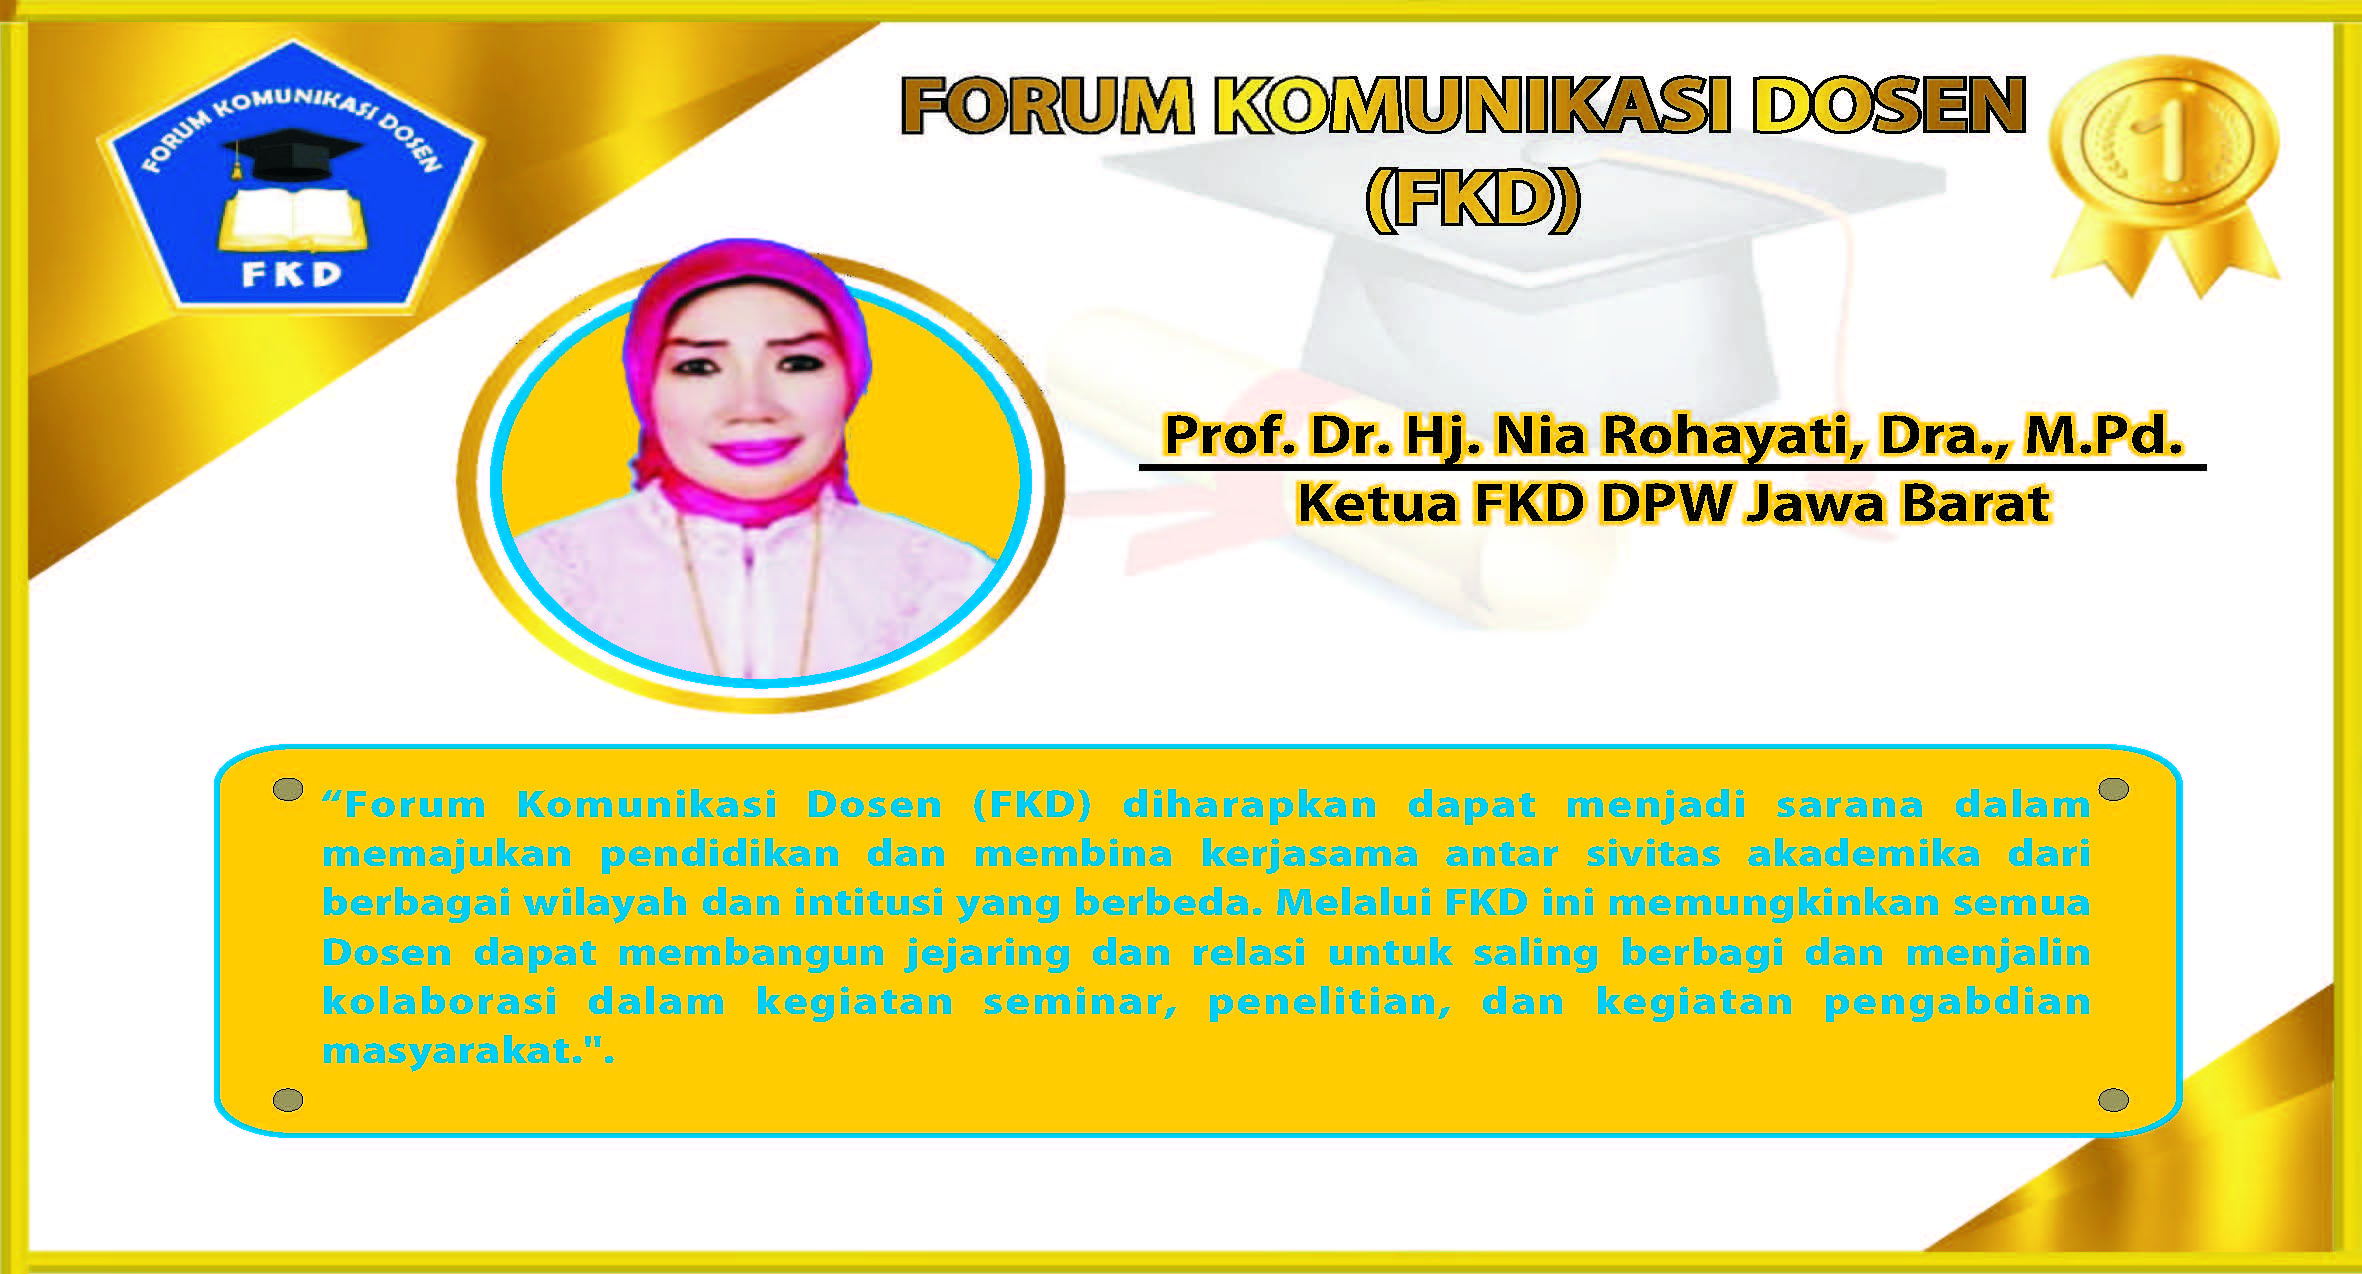 FORUM KOMUNIKASI DOSEN
FKD
FORUM KOMUNIKASI DOSEN
(FKD)
1
Prof. Dr. Hj. Nia Rohayati, Dra., M.Pd.
Ketua FKD DPW Jawa Barat
“Forum Komunikasi Dosen (FKD) diharapkan dapat menjadi sarana dalam
memajukan pendidikan dan membina kerjasama antar sivitas akademika dari
berbagai wilayah dan intitusi yang berbeda. Melalui FKD ini memungkinkan semua
Dosen dapat membangun jejaring dan relasi untuk saling berbagi dan menjalin
kolaborasi dalam kegiatan seminar, penelitian, dan kegiatan pengabdian
masyarakat.".